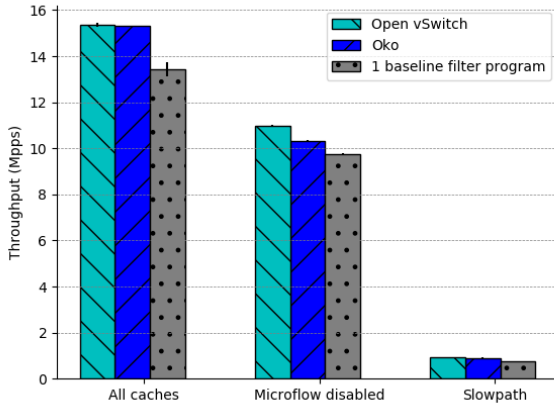 16
14
12
10
8
6
4
2
0
Throughput (Mpps)
Open vSwitch
Oko
1 baseline filter program
All caches
Microflow disabled
Slowpath